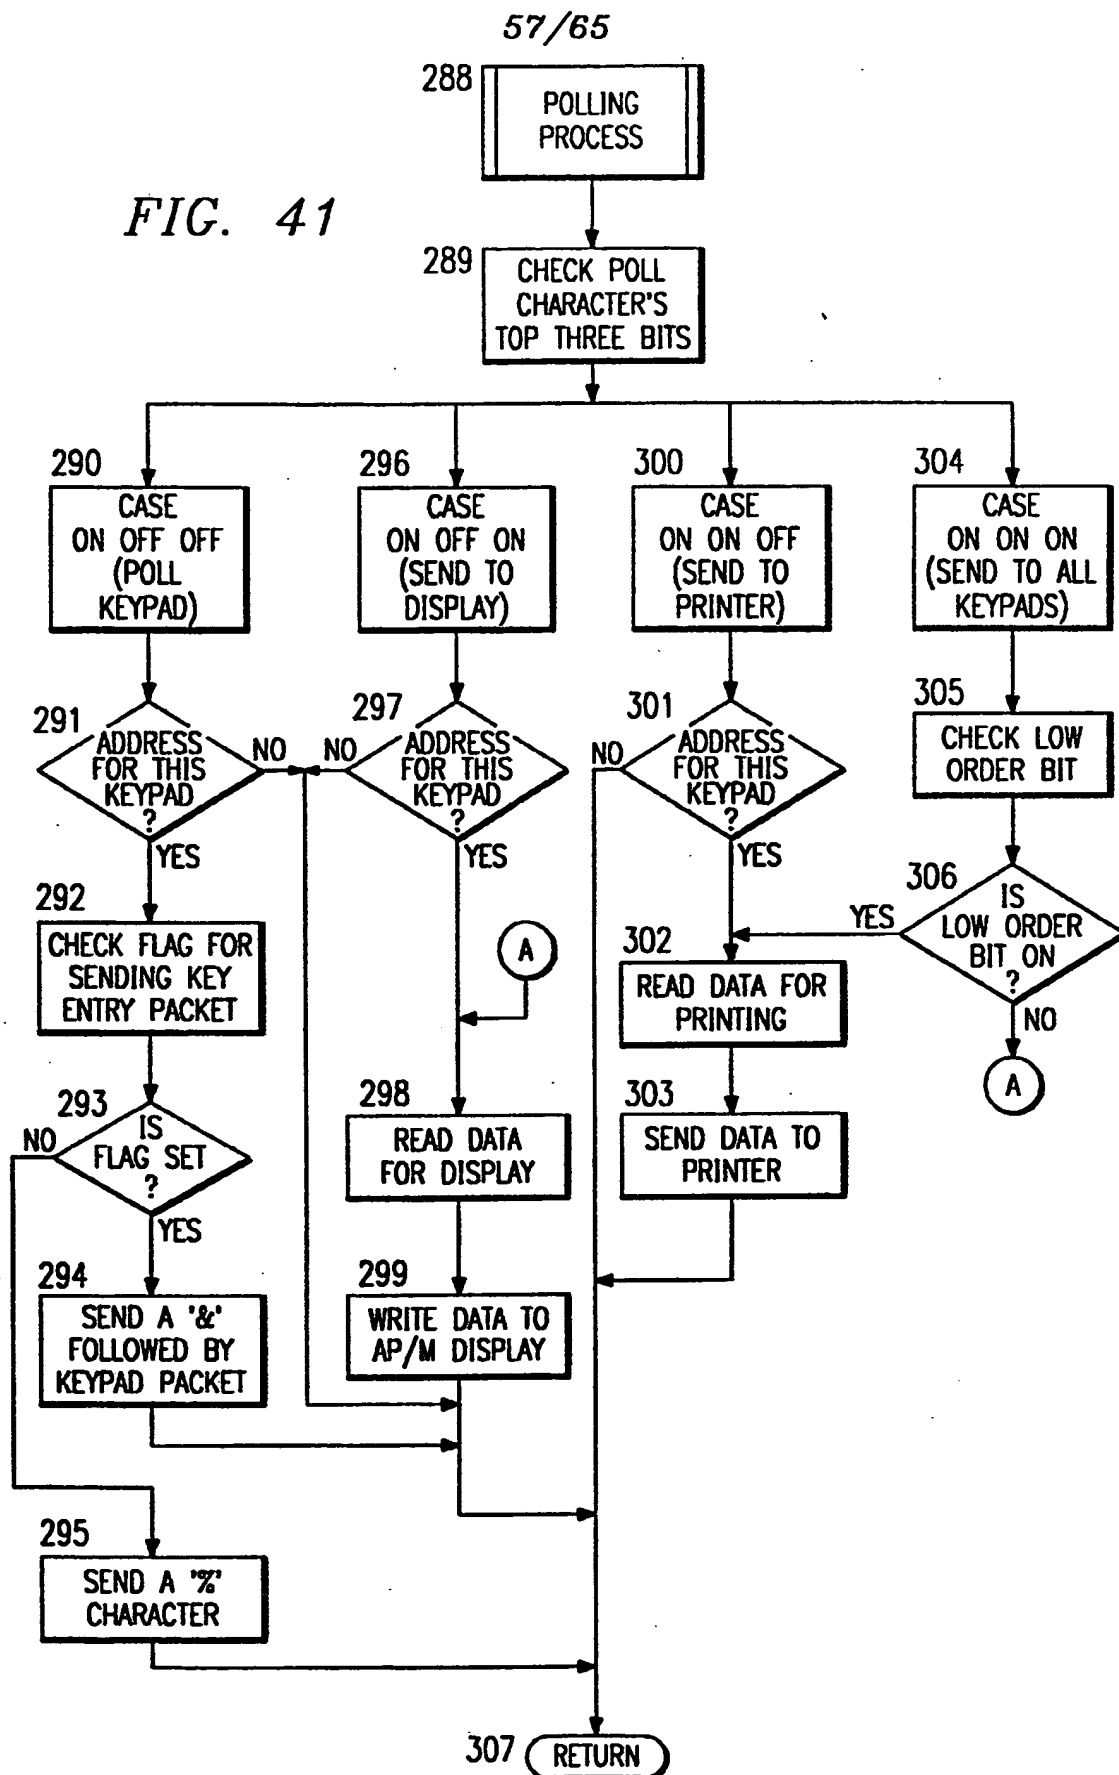 57/65
288
POLLING
PROCESS
FIG. 41
289
CHECK POLL
CHARACTER'S
TOP THREE BITS
290
CASE
ON OFF OFF
(POLL
KEYPAD)
296
CASE
ON OFF ON
(SEND TO
DISPLAY)
300
CASE
ON ON OFF
(SEND TO
PRINTER)
304
CASE
ON ON ON
(SEND TO ALL
KEYPADS)
291
ADDRESS
FOR THIS
KEYPAD
?
NO
YES
297
ADDRESS
FOR THIS
KEYPAD
?
NO
YES
301
ADDRESS
FOR THIS
KEYPAD
?
NO
YES
305
CHECK LOW
ORDER BIT
306
IS
LOW ORDER
BIT ON
?
YES
NO
A
292
CHECK FLAG FOR
SENDING KEY
ENTRY PACKET
A
302
READ DATA FOR
PRINTING
293
IS
FLAG SET
?
NO
YES
298
READ DATA
FOR DISPLAY
303
SEND DATA TO
PRINTER
294
SEND A '&'
FOLLOWED BY
KEYPAD PACKET
299
WRITE DATA TO
AP/M DISPLAY
295
SEND A '%'
CHARACTER
307
RETURN